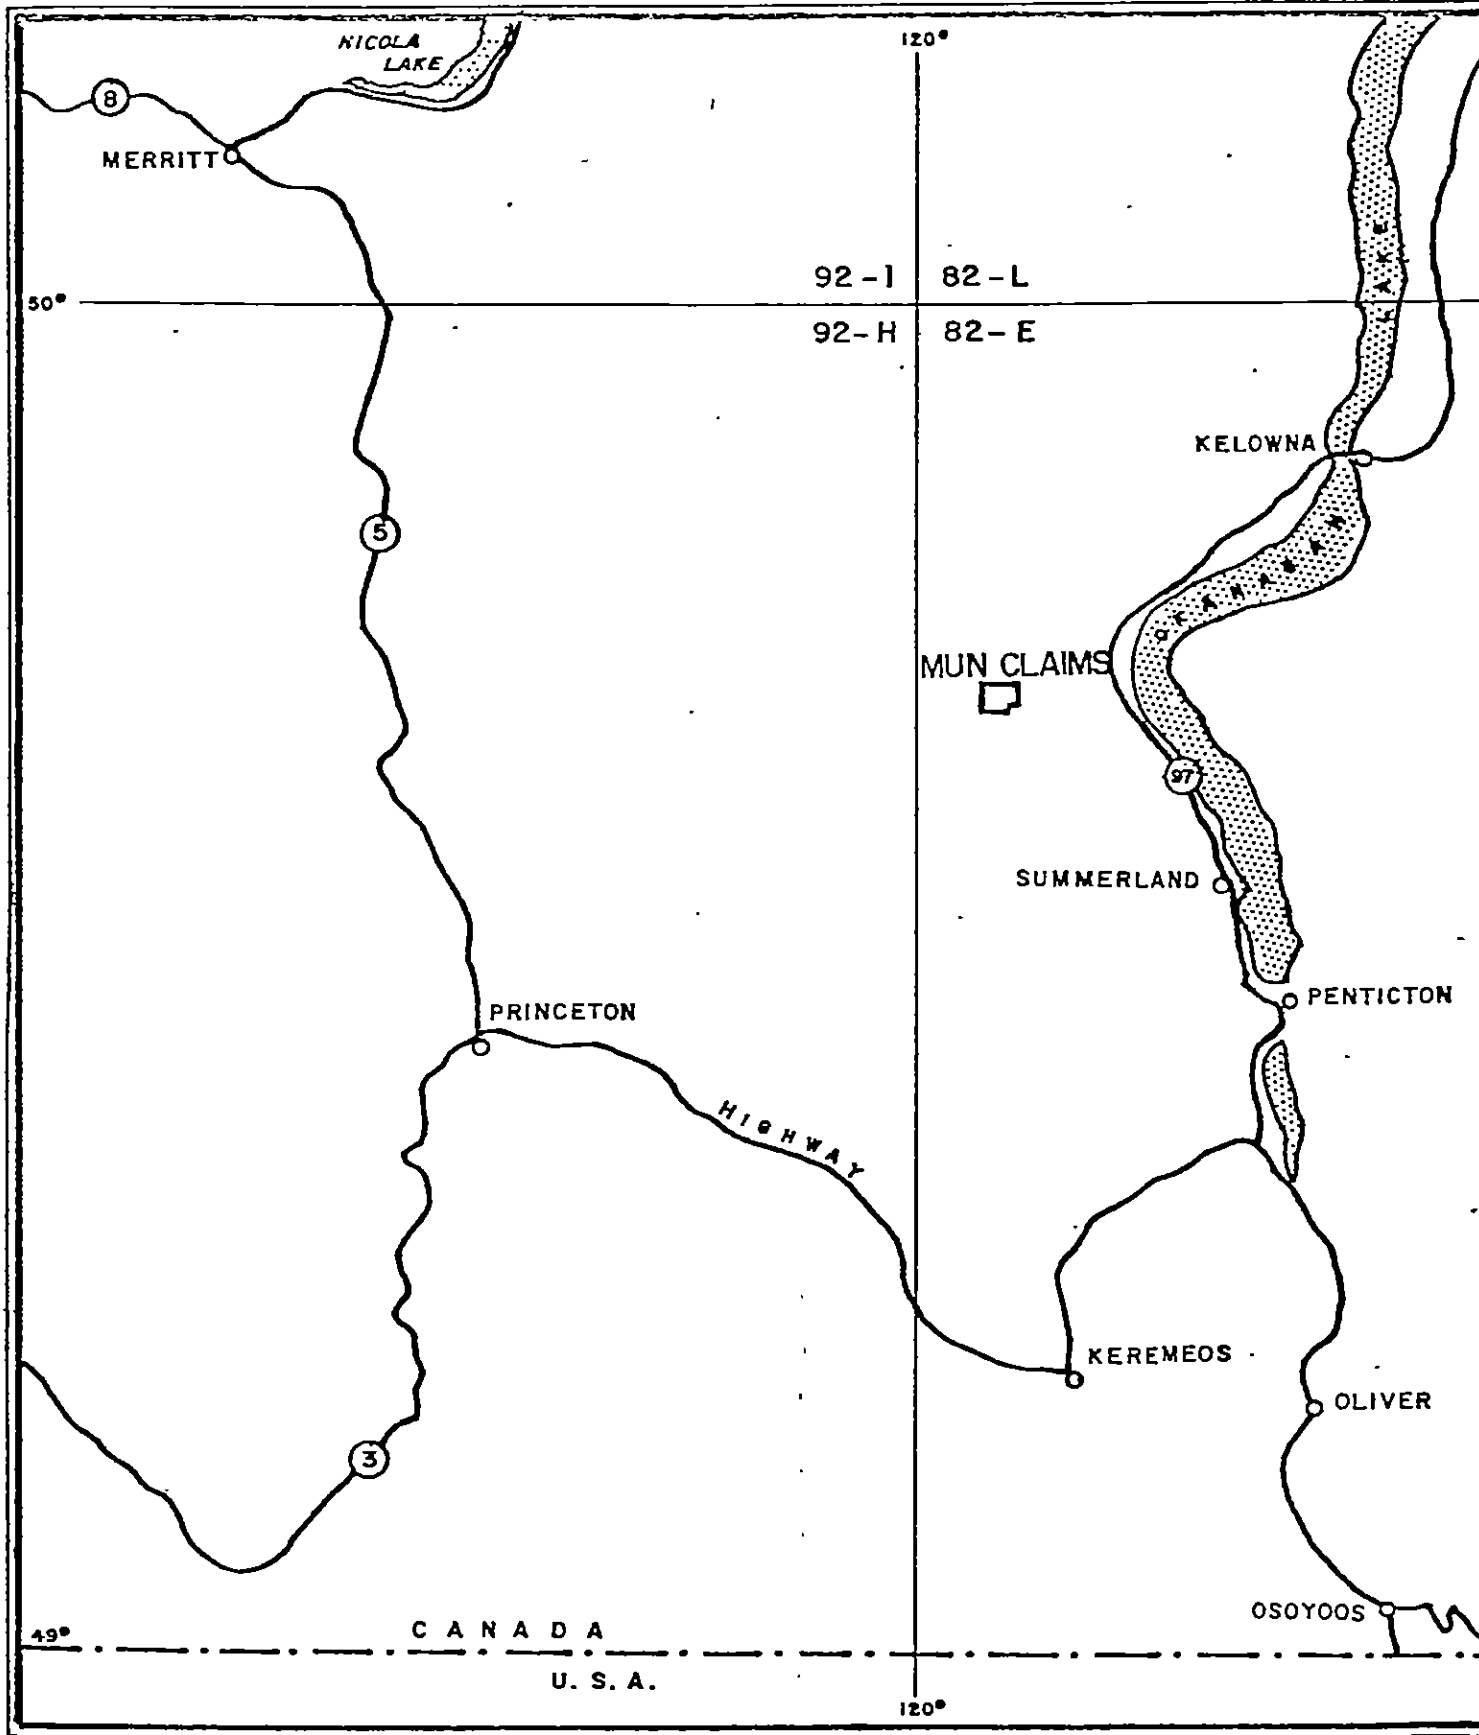 NICOLA
LAKE
120°
8
MERRITT
LAKE
92-I 82-L
50°
92-H 82-E
KELOWNA
5
OKANAGAN
MUN CLAIMS
97
SUMMERLAND
PENTICTON
PRINCETON
HIGHWAY
KEREMEOS
OLIVER
3
OSOYOOS
49°
CANADA
U.S.A.
120°